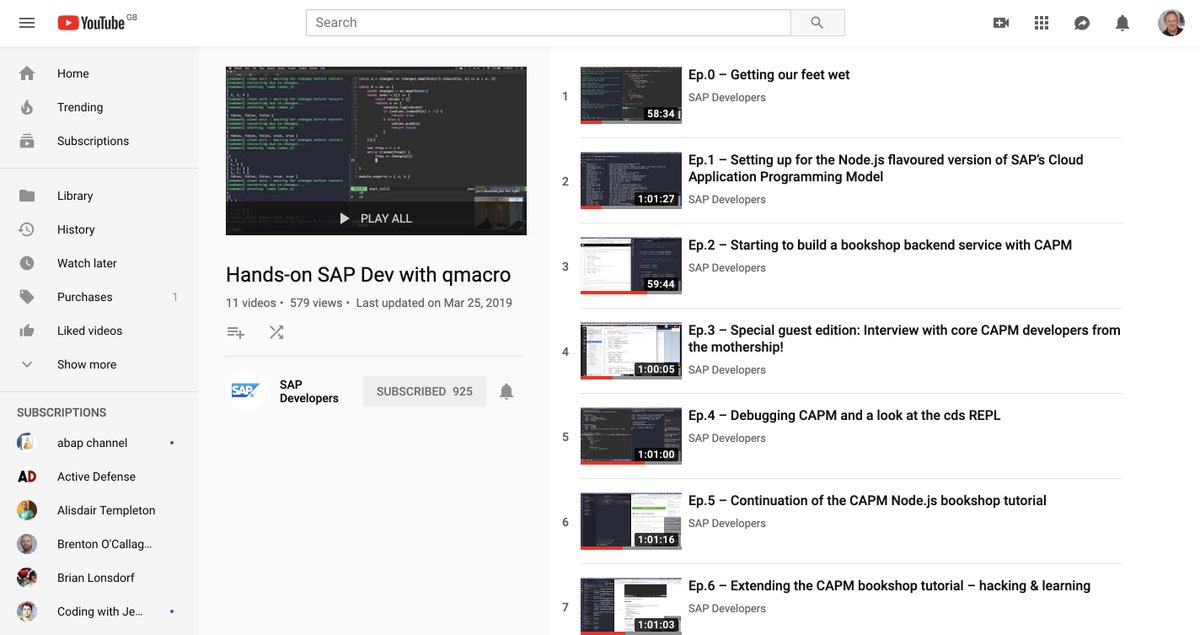 YouTube GB
Search
Home
Trending
Subscriptions
Library
History
Watch later
Purchases 1
Liked videos
Show more
SUBSCRIPTIONS
abap channel
AD Active Defense
Alisdair Templeton
Brenton O'Callag...
Brian Lonsdorf
Coding with Je...
PLAY ALL
Hands-on SAP Dev with qmacro
11 videos • 579 views • Last updated on Mar 25, 2019
SAP
SAP
Developers
SUBSCRIBED 925
1
58:34
Ep.0 – Getting our feet wet
SAP Developers
2
1:01:27
Ep.1 – Setting up for the Node.js flavoured version of SAP’s Cloud
Application Programming Model
SAP Developers
3
59:44
Ep.2 – Starting to build a bookshop backend service with CAPM
SAP Developers
4
1:00:05
Ep.3 – Special guest edition: Interview with core CAPM developers from
the mothership!
SAP Developers
5
1:01:00
Ep.4 – Debugging CAPM and a look at the cds REPL
SAP Developers
6
1:01:16
Ep.5 – Continuation of the CAPM Node.js bookshop tutorial
SAP Developers
7
1:01:03
Ep.6 – Extending the CAPM bookshop tutorial – hacking & learning
SAP Developers